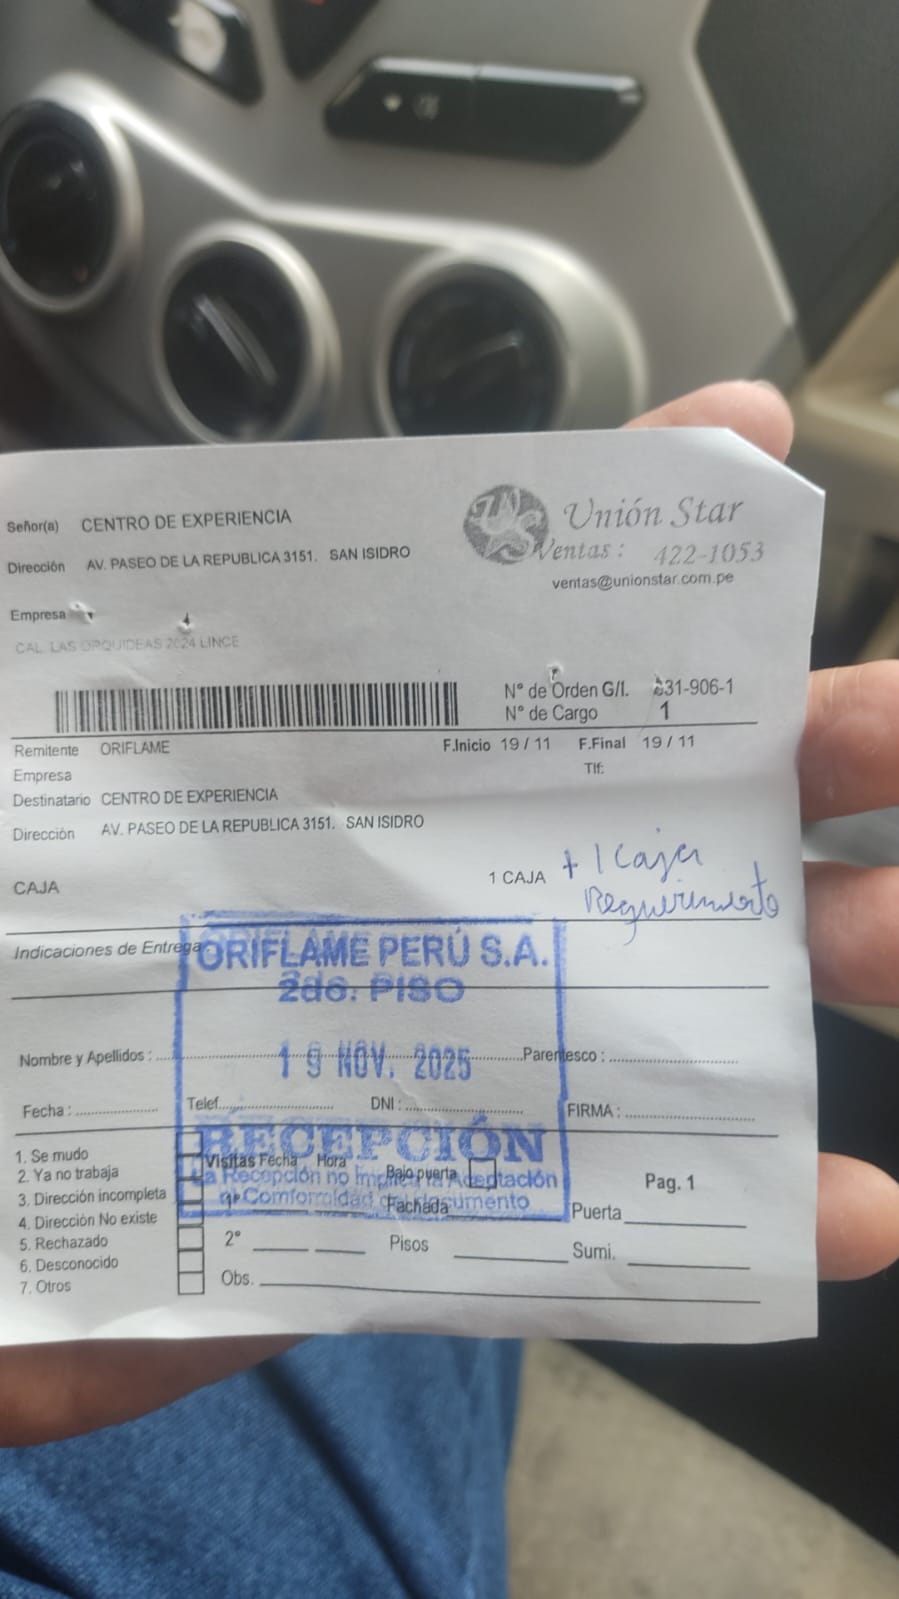 Señor(a) CENTRO DE EXPERIENCIA
Dirección AV. PASEO DE LA REPUBLICA 3151. SAN ISIDRO
Unión Star
Ventas : 422-1053
ventas@unionstar.com.pe
Empresa
CAL. LAS ORQUIDEAS 2024 LINCE
N° de Orden G/I. 831-906-1
N° de Cargo 1
Remitente ORIFLAME F.Inicio 19 / 11 F.Final 19 / 11
Empresa Tlf:
Destinatario CENTRO DE EXPERIENCIA
Dirección AV. PASEO DE LA REPUBLICA 3151. SAN ISIDRO
CAJA 1 CAJA + 1 Caja
Requerimiento
Indicaciones de Entrega
ORIFLAME PERÚ S.A.
2do. PISO
19 NOV. 2025
Nombre y Apellidos : Parentesco :
Fecha : Telef. DNI : FIRMA :
RECEPCIÓN
La Recepción no Implica la Aceptación
Comformidad documento
1. Se mudo
2. Ya no trabaja
3. Dirección incompleta
4. Dirección No existe
5. Rechazado
6. Desconocido
7. Otros
Visitas Fecha Hora Bajo puerta Pag. 1
Fachada Puerta
2° Pisos Sumi.
Obs.